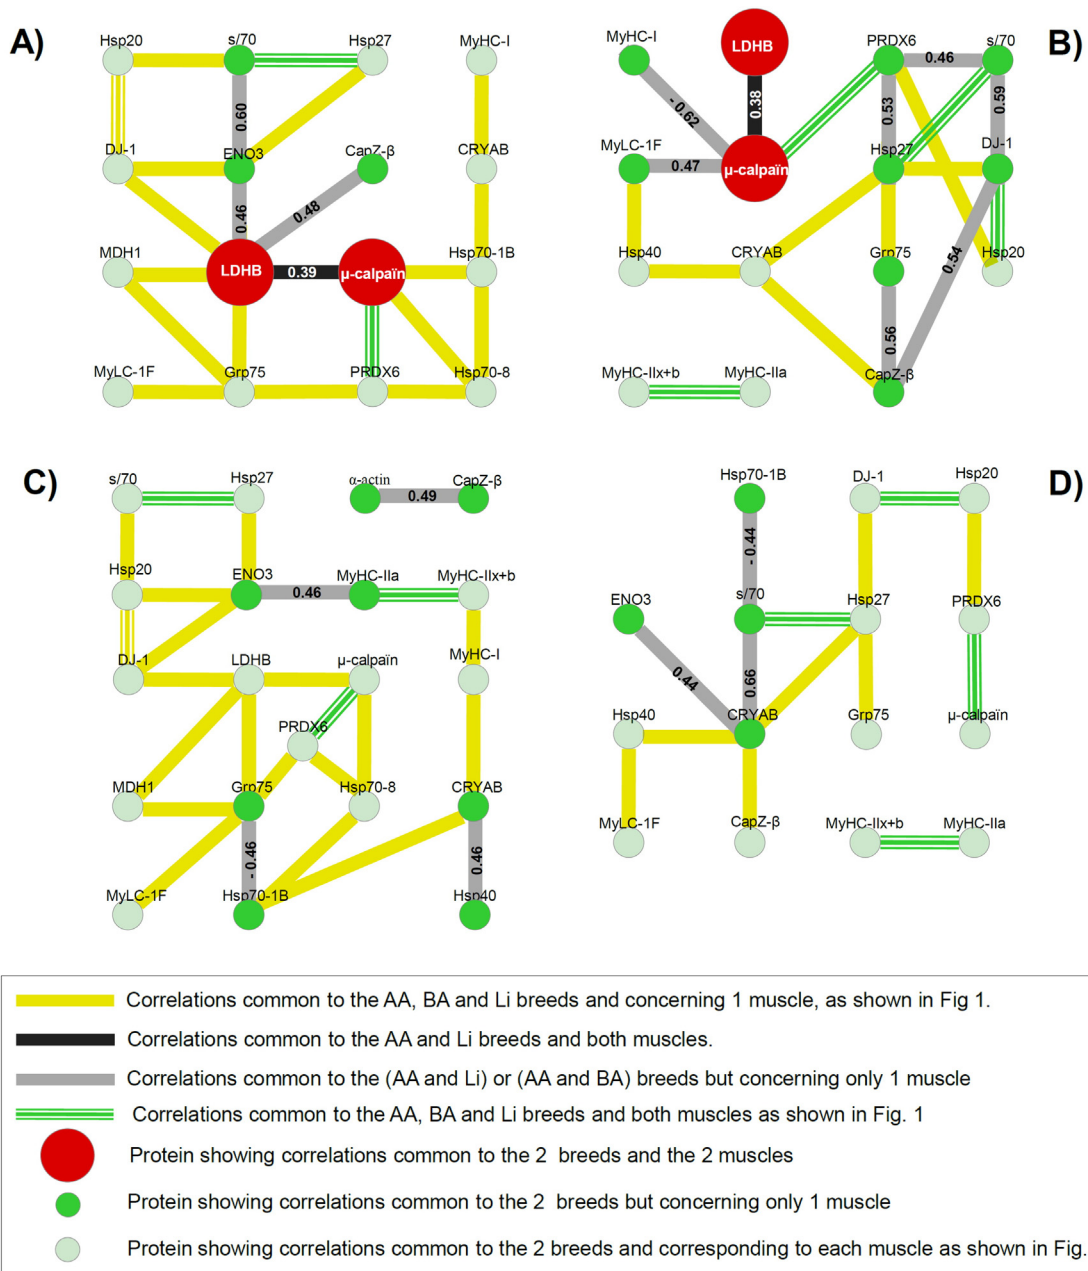 A)
Hsp20
s/70
Hsp27
MyHC-I
0.60
DJ-1
ENO3
CapZ-β
CRYAB
0.46
0.48
MDH1
LDHB
0.39
μ-calpaïn
Hsp70-1B
MyLC-1F
Grp75
PRDX6
Hsp70-8
B)
MyHC-I
LDHB
PRDX6
0.46
s/70
- 0.62
0.38
0.53
0.59
MyLC-1F
0.47
μ-calpaïn
Hsp27
DJ-1
Hsp40
CRYAB
Grp75
0.54
Hsp20
0.56
MyHC-IIx+b
MyHC-IIa
CapZ-β
C)
s/70
Hsp27
α-actin
0.49
CapZ-β
Hsp20
ENO3
0.46
MyHC-IIa
MyHC-IIx+b
DJ-1
LDHB
μ-calpaïn
MyHC-I
PRDX6
MDH1
Grp75
Hsp70-8
CRYAB
- 0.46
0.46
MyLC-1F
Hsp70-1B
Hsp40
D)
Hsp70-1B
DJ-1
Hsp20
- 0.44
ENO3
s/70
Hsp27
PRDX6
0.44
0.66
Hsp40
CRYAB
Grp75
μ-calpaïn
MyLC-1F
CapZ-β
MyHC-IIx+b
MyHC-IIa
Correlations common to the AA, BA and Li breeds and concerning 1 muscle, as shown in Fig 1.
Correlations common to the AA and Li breeds and both muscles.
Correlations common to the (AA and Li) or (AA and BA) breeds but concerning only 1 muscle
Correlations common to the AA, BA and Li breeds and both muscles as shown in Fig. 1
Protein showing correlations common to the 2 breeds and the 2 muscles
Protein showing correlations common to the 2 breeds but concerning only 1 muscle
Protein showing correlations common to the 2 breeds and corresponding to each muscle as shown in Fig.